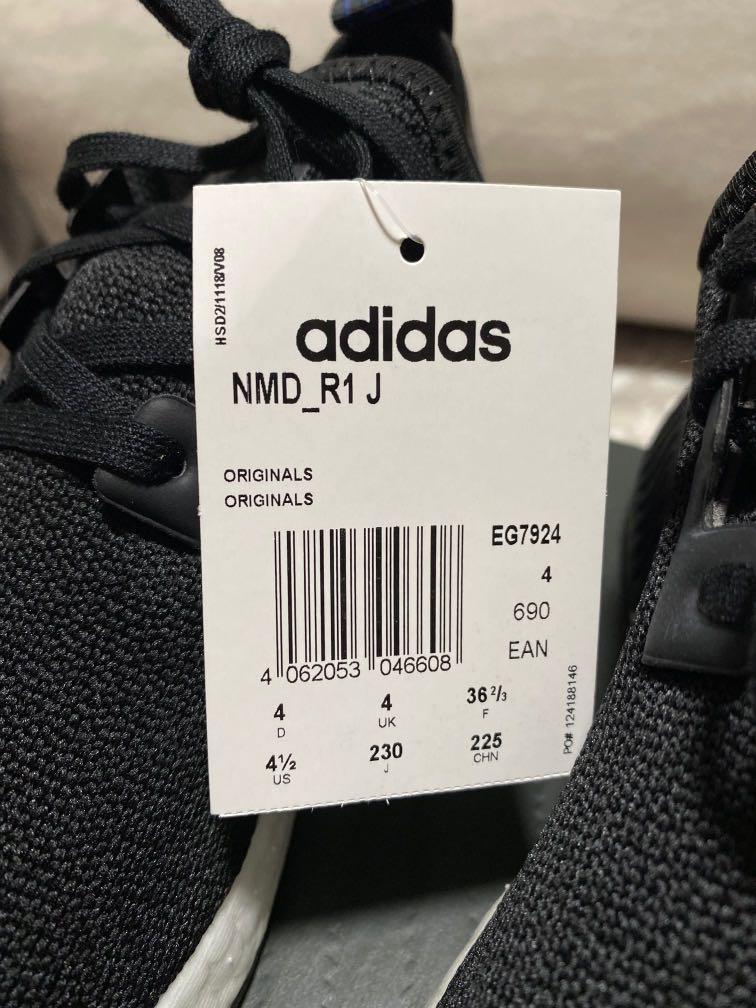 HSD2/1118/V08
adidas
NMD_R1 J
ORIGINALS
ORIGINALS
EG7924
4
690
EAN
4 062053 046608
4 4 36 2/3
D UK F
4½ 230 225
US J CHN
PO# 124188146